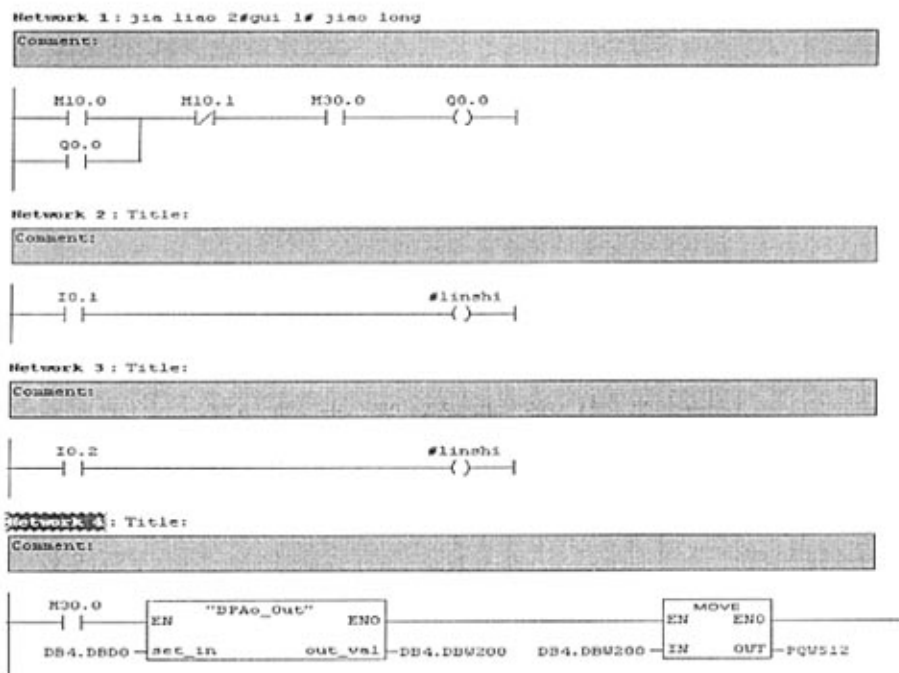 Network 1: jia liao 2#gui 1# jiao long
Comment:
M10.0 M10.1 M30.0 Q0.0
Q0.0
Network 2: Title:
Comment:
I0.1 #linshi
Network 3: Title:
Comment:
I0.2 #linshi
Network 4: Title:
Comment:
M30.0 "DPAo_Out" MOVE
EN ENO EN ENO
DB4.DBD0 set_in out_val DB4.DBW200 DB4.DBW200 IN OUT PQW512